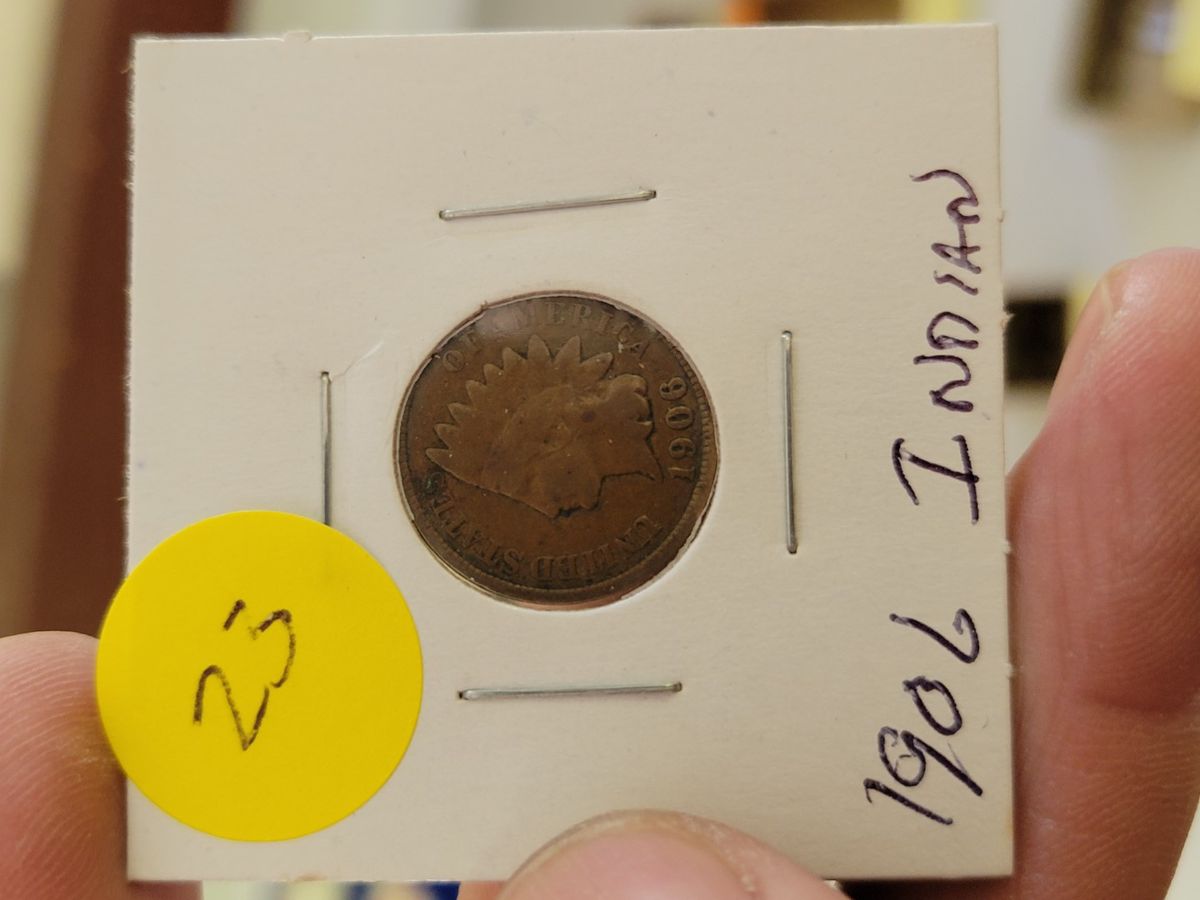 UNITED STATES
OF AMERICA
1906
1906 INDIAN
23